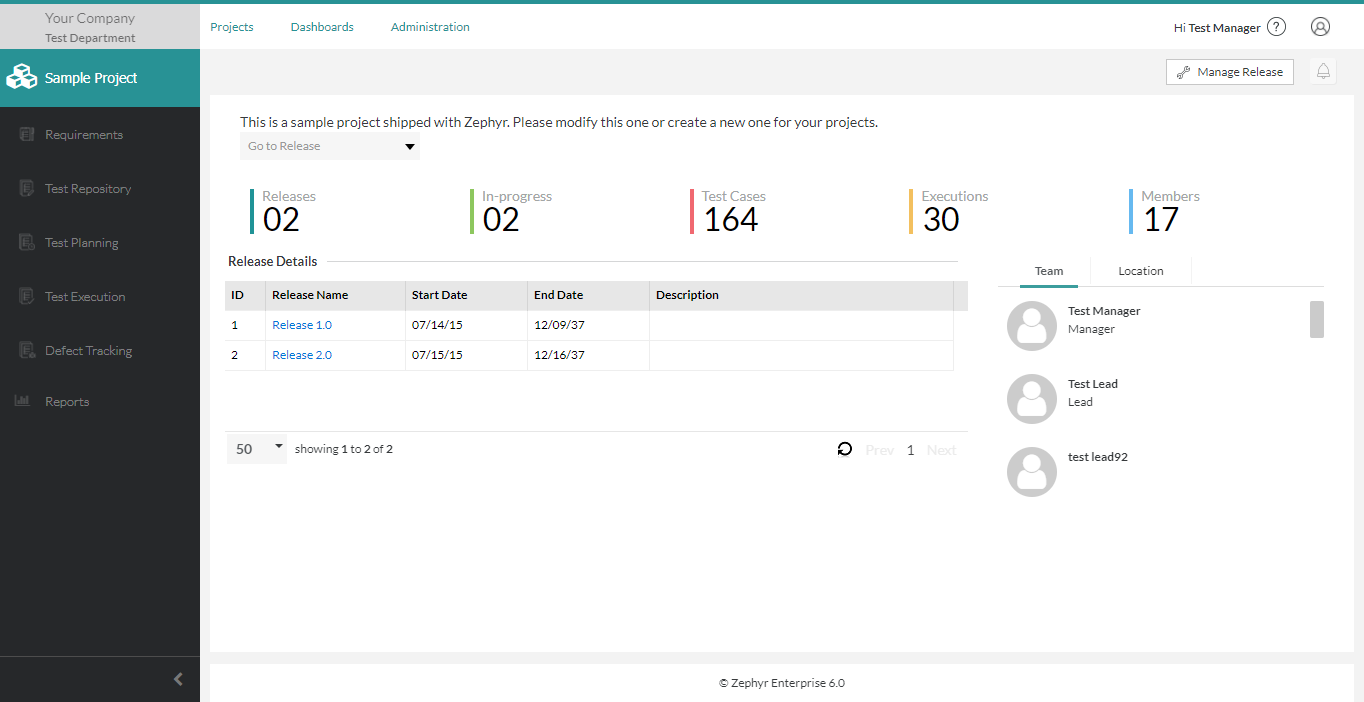 Your Company
Test Department
Projects Dashboards Administration
Hi Test Manager ?
Sample Project
Manage Release
Requirements
Test Repository
Test Planning
Test Execution
Defect Tracking
Reports
This is a sample project shipped with Zephyr. Please modify this one or create a new one for your projects.
Go to Release
Releases In-progress Test Cases Executions Members
02 02 164 30 17
Release Details
ID Release Name Start Date End Date Description
1 Release 1.0 07/14/15 12/09/37
2 Release 2.0 07/15/15 12/16/37
50 showing 1 to 2 of 2 Prev 1 Next
Team Location
Test Manager
Manager
Test Lead
Lead
test lead92
© Zephyr Enterprise 6.0